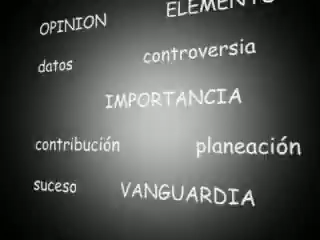 OPINION ELEMENTO
datos controversia
IMPORTANCIA
contribución planeación
suceso VANGUARDIA